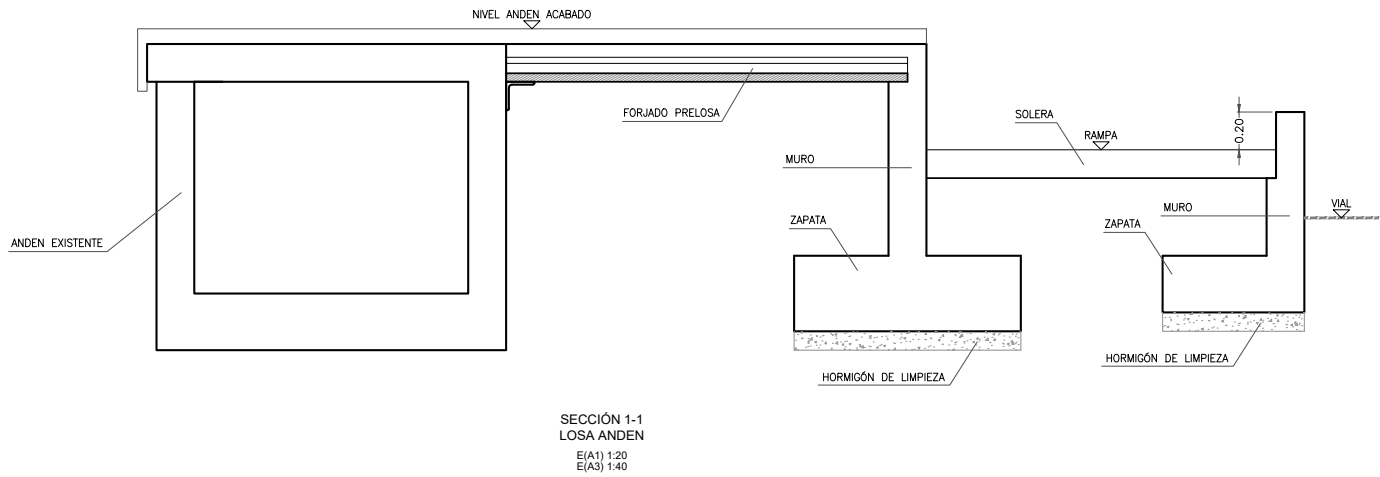 NIVEL ANDEN ACABADO
FORJADO PRELOSA
SOLERA
0.20
RAMPA
MURO
ANDEN EXISTENTE
ZAPATA
MURO
VIAL
ZAPATA
HORMIGÓN DE LIMPIEZA
HORMIGÓN DE LIMPIEZA
SECCIÓN 1-1
LOSA ANDEN
E(A1) 1:20
E(A3) 1:40